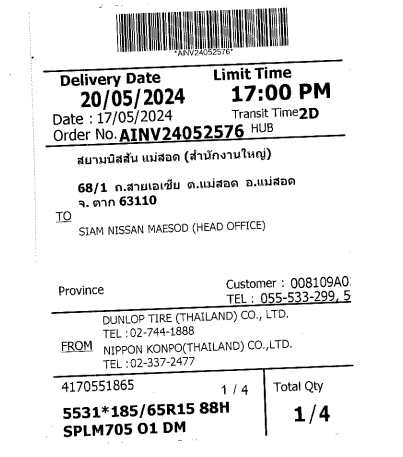 *AINV24052576*
Delivery Date Limit Time
20/05/2024 17:00 PM
Date : 17/05/2024 Transit Time 2D
Order No. AINV24052576 HUB
สยามนิสสัน แม่สอด (สำนักงานใหญ่)
68/1 ถ.สายเอเซีย ต.แม่สอด อ.แม่สอด
จ. ตาก 63110
TO
SIAM NISSAN MAESOD (HEAD OFFICE)
Province Customer : 008109A0
TEL : 055-533-299, 5
DUNLOP TIRE (THAILAND) CO., LTD.
TEL :02-744-1888
FROM NIPPON KONPO(THAILAND) CO.,LTD.
TEL :02-337-2477
4170551865 1 / 4 Total Qty
5531*185/65R15 88H 1/4
SPLM705 O1 DM